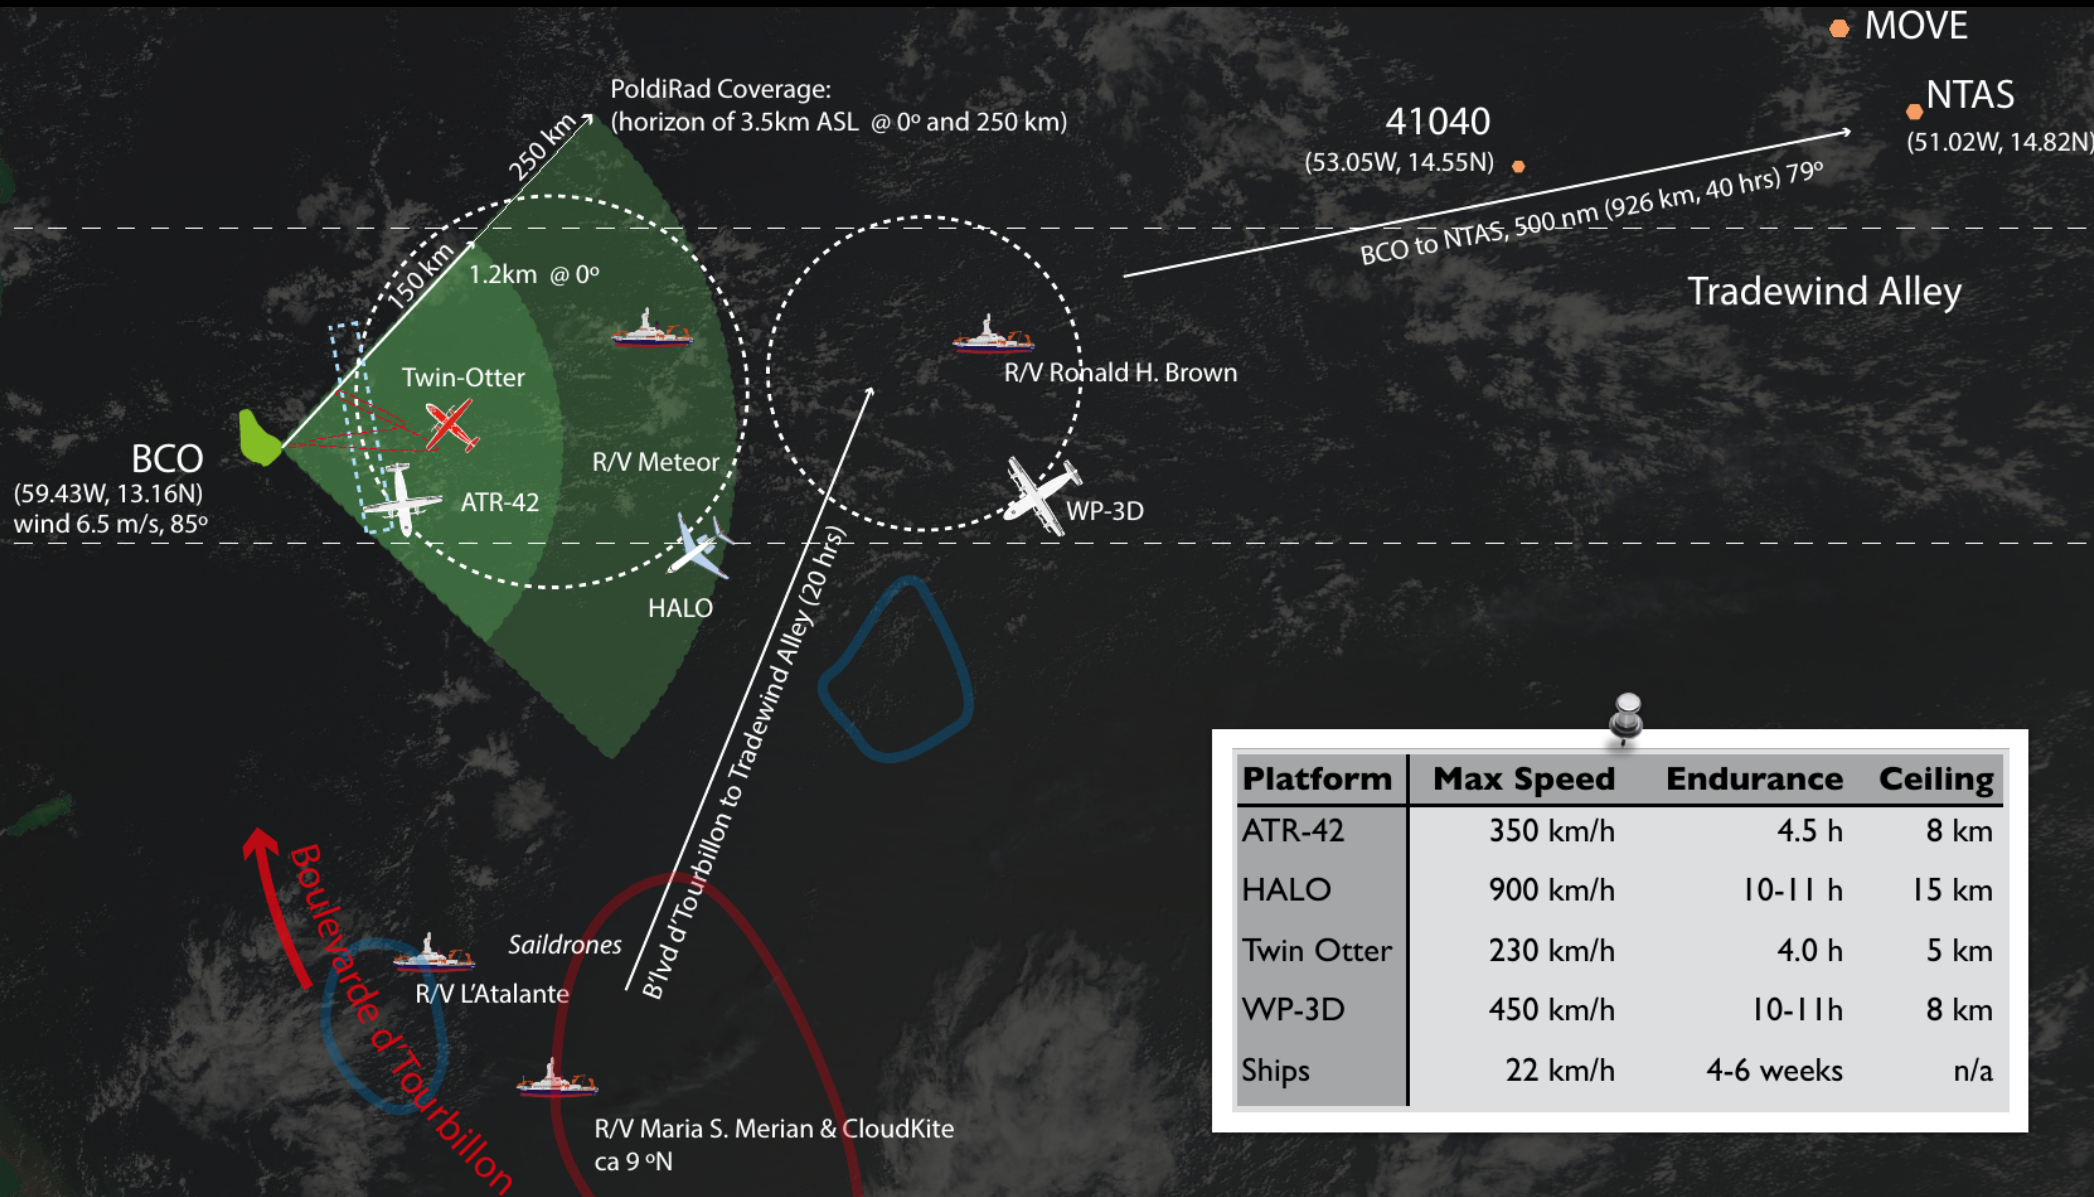 MOVE
NTAS
(51.02W, 14.82N)
PoldiRad Coverage:
(horizon of 3.5km ASL @ 0º and 250 km)
250 km
41040
(53.05W, 14.55N)
BCO to NTAS, 500 nm (926 km, 40 hrs) 79º
150 km
1.2km @ 0º
Tradewind Alley
Twin-Otter
R/V Ronald H. Brown
BCO
(59.43W, 13.16N)
wind 6.5 m/s, 85º
R/V Meteor
ATR-42
WP-3D
HALO
B'lvd d'Tourbillon to Tradewind Alley (20 hrs)
Boulevarde d'Tourbillon
Saildrones
R/V L'Atalante
R/V Maria S. Merian & CloudKite
ca 9 ºN
Platform Max Speed Endurance Ceiling
ATR-42 350 km/h 4.5 h 8 km
HALO 900 km/h 10-11 h 15 km
Twin Otter 230 km/h 4.0 h 5 km
WP-3D 450 km/h 10-11h 8 km
Ships 22 km/h 4-6 weeks n/a